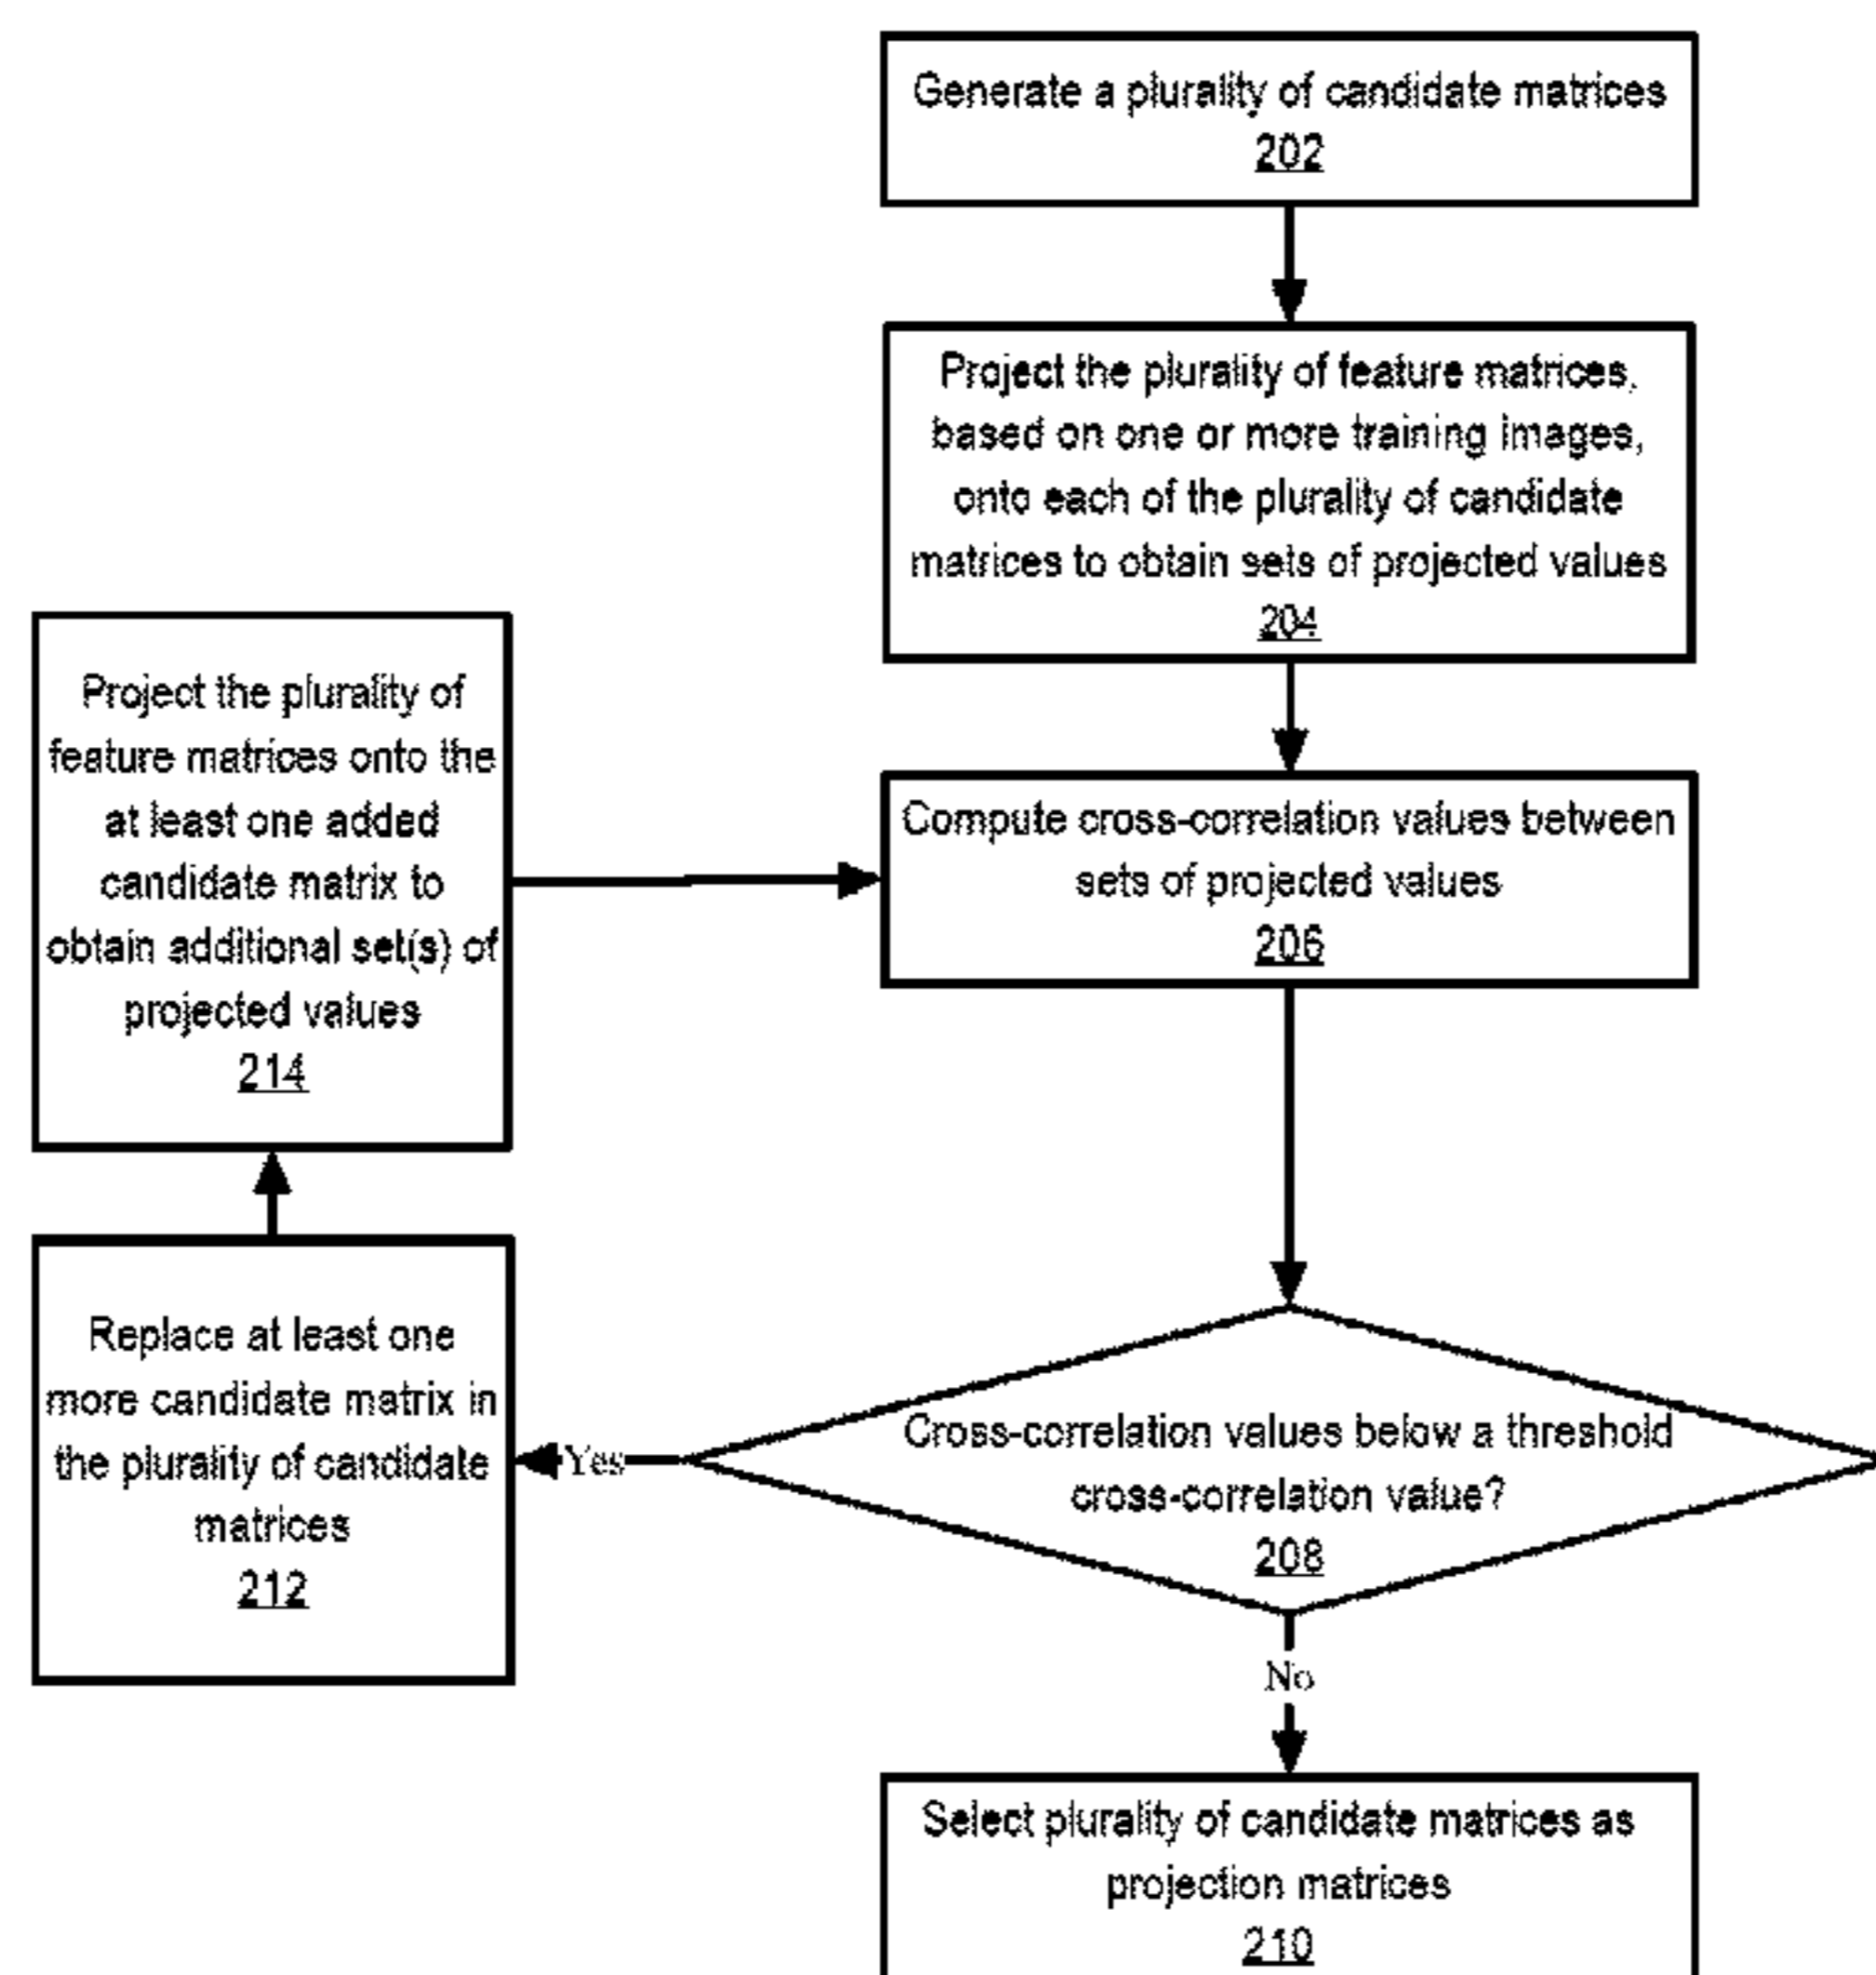 Generate a plurality of candidate matrices
202
Project the plurality of feature matrices,
based on one or more training images,
onto each of the plurality of candidate
matrices to obtain sets of projected values
204
Project the plurality of
feature matrices onto the
at least one added
candidate matrix to
obtain additional set(s) of
projected values
214
Compute cross-correlation values between
sets of projected values
206
Replace at least one
more candidate matrix in
the plurality of candidate
matrices
212
Yes
Cross-correlation values below a threshold
cross-correlation value?
208
No
Select plurality of candidate matrices as
projection matrices
210